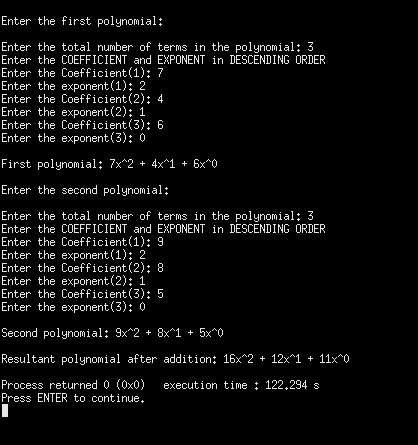 Enter the first polynomial:
Enter the total number of terms in the polynomial: 3
Enter the COEFFICIENT and EXPONENT in DESCENDING ORDER
Enter the Coefficient(1): 7
Enter the exponent(1): 2
Enter the Coefficient(2): 4
Enter the exponent(2): 1
Enter the Coefficient(3): 6
Enter the exponent(3): 0
First polynomial: 7x^2 + 4x^1 + 6x^0
Enter the second polynomial:
Enter the total number of terms in the polynomial: 3
Enter the COEFFICIENT and EXPONENT in DESCENDING ORDER
Enter the Coefficient(1): 9
Enter the exponent(1): 2
Enter the Coefficient(2): 8
Enter the exponent(2): 1
Enter the Coefficient(3): 5
Enter the exponent(3): 0
Second polynomial: 9x^2 + 8x^1 + 5x^0
Resultant polynomial after addition: 16x^2 + 12x^1 + 11x^0
Process returned 0 (0x0)   execution time : 122.294 s
Press ENTER to continue.